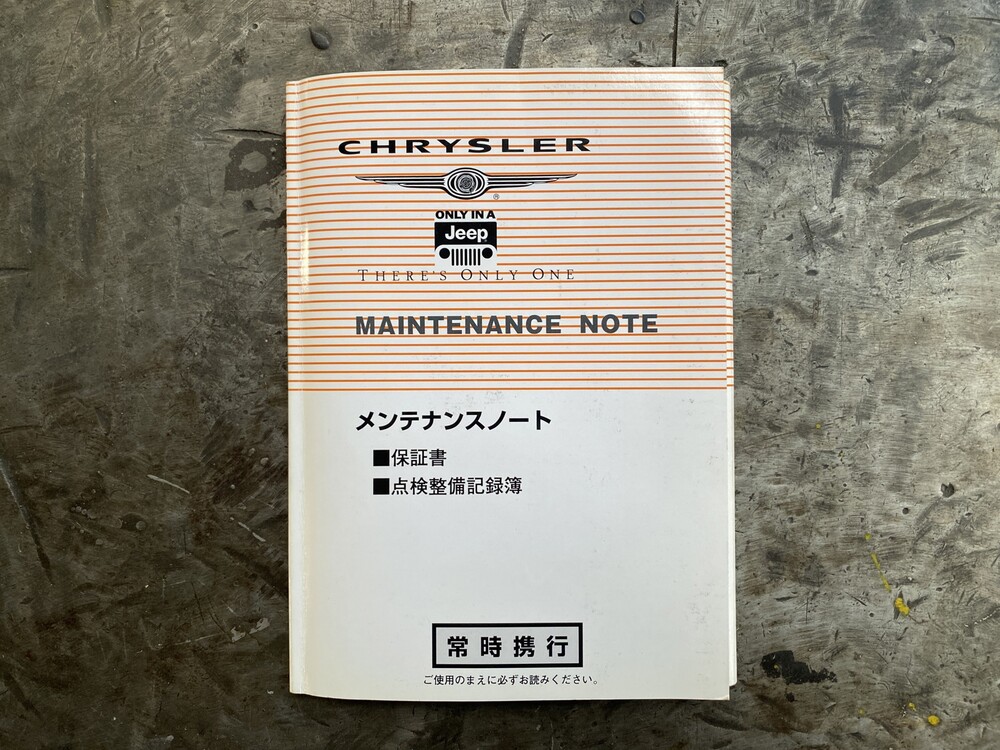 CHRYSLER
®
ONLY IN A
Jeep
THERE'S ONLY ONE
MAINTENANCE NOTE
メンテナンスノート
■保証書
■点検整備記録簿
常時携行
ご使用のまえに必ずお読みください。